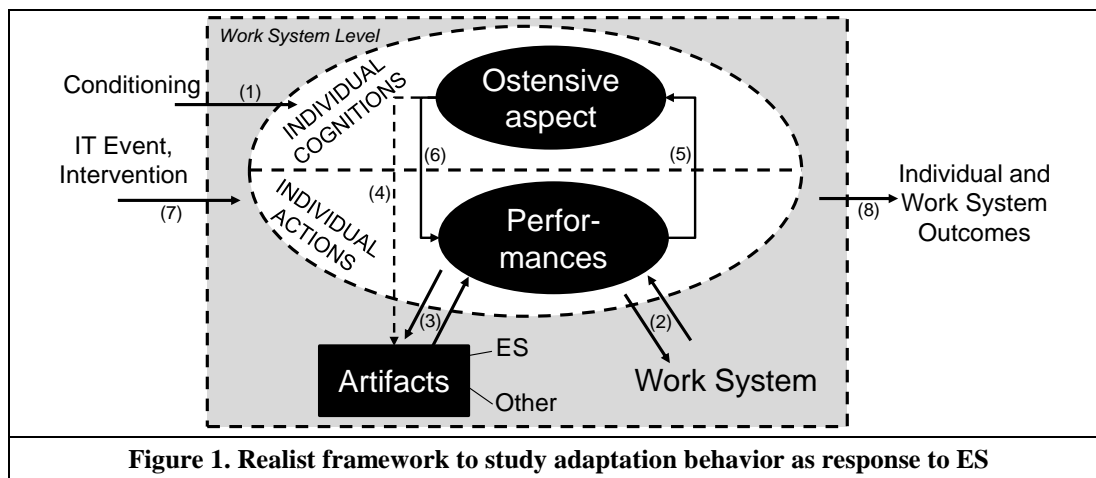 Work System Level
Conditioning
(1)
IT Event,
Intervention
(7)
INDIVIDUAL
COGNITIONS
INDIVIDUAL
ACTIONS
Ostensive
aspect
(4)
(6)
(5)
Perfor-
mances
(3)
(2)
ES
Artifacts
Other
Work System
(8)
Individual and
Work System
Outcomes
Figure 1. Realist framework to study adaptation behavior as response to ES